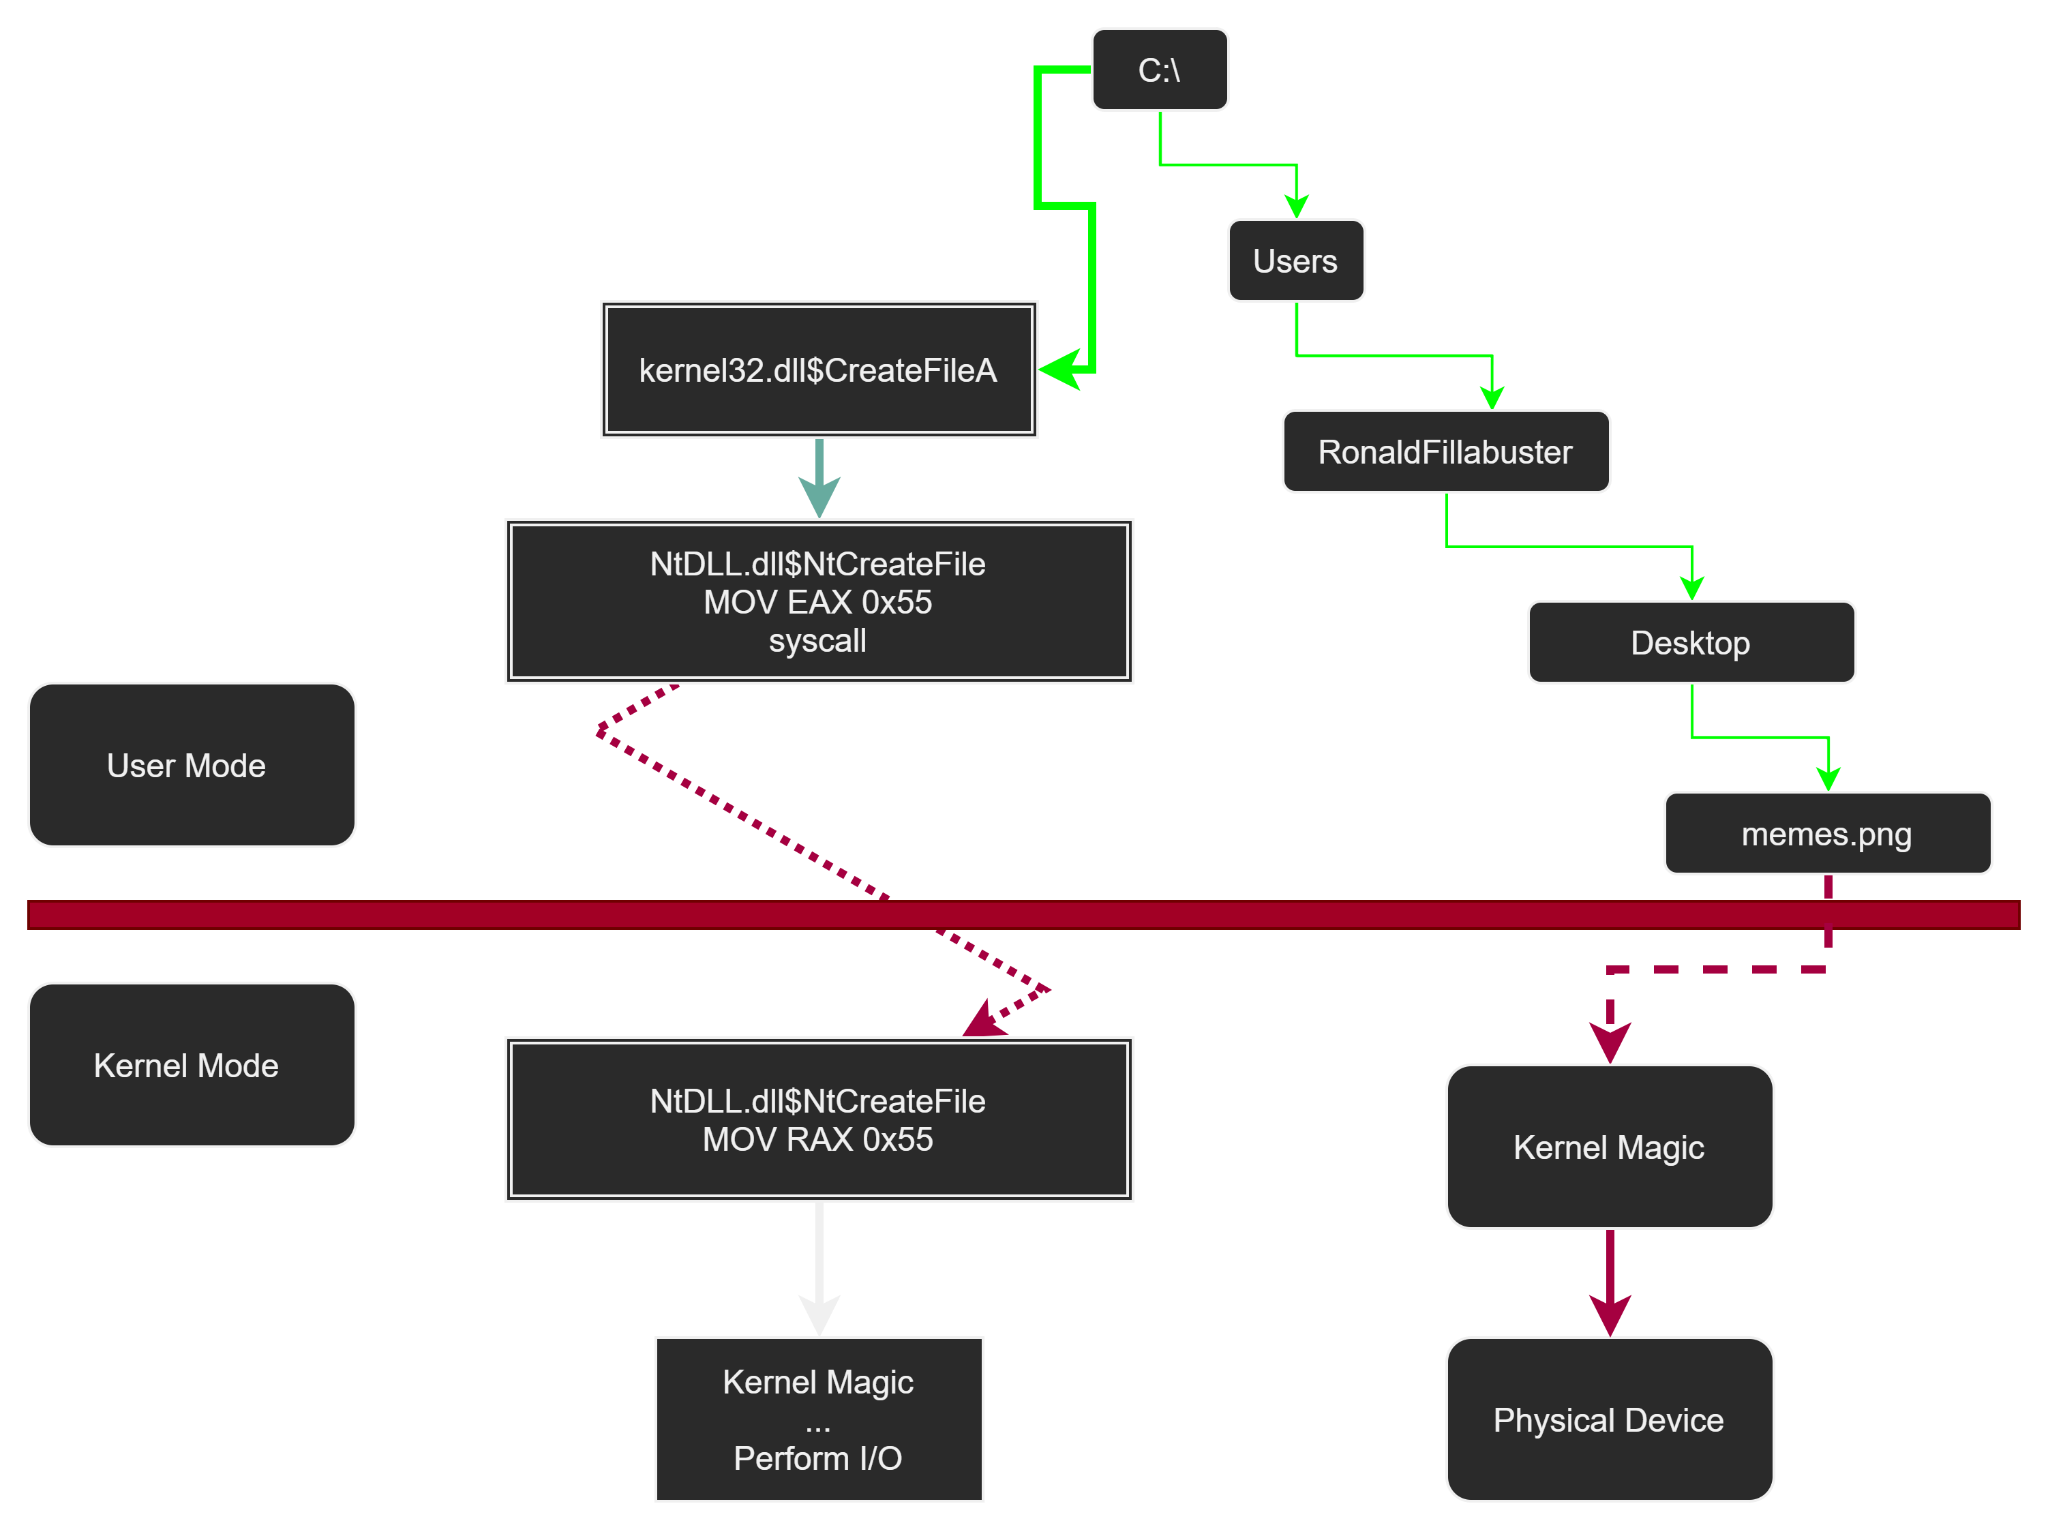 C:\
Users
kernel32.dll$CreateFileA
RonaldFillabuster
NtDLL.dll$NtCreateFile
MOV EAX 0x55
syscall
Desktop
User Mode
memes.png
Kernel Mode
NtDLL.dll$NtCreateFile
MOV RAX 0x55
Kernel Magic
Kernel Magic
...
Perform I/O
Physical Device